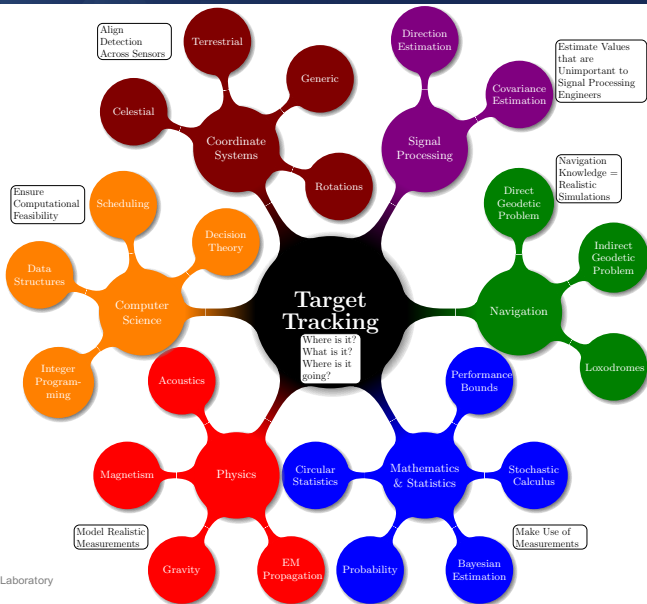 Align
Detection
Across Sensors
Terrestrial
Generic
Celestial
Coordinate
Systems
Rotations
Direction
Estimation
Covariance
Estimation
Signal
Processing
Estimate Values
that are
Unimportant to
Signal Processing
Engineers
Navigation
Knowledge =
Realistic
Simulations
Direct
Geodetic
Problem
Indirect
Geodetic
Problem
Navigation
Loxodromes
Ensure
Computational
Feasibility
Scheduling
Decision
Theory
Data
Structures
Computer
Science
Integer
Program-
ming
Target
Tracking
Where is it?
What is it?
Where is it
going?
Acoustics
Magnetism
Physics
Gravity
EM
Propagation
Model Realistic
Measurements
Performance
Bounds
Circular
Statistics
Mathematics
& Statistics
Stochastic
Calculus
Probability
Bayesian
Estimation
Make Use of
Measurements
Laboratory